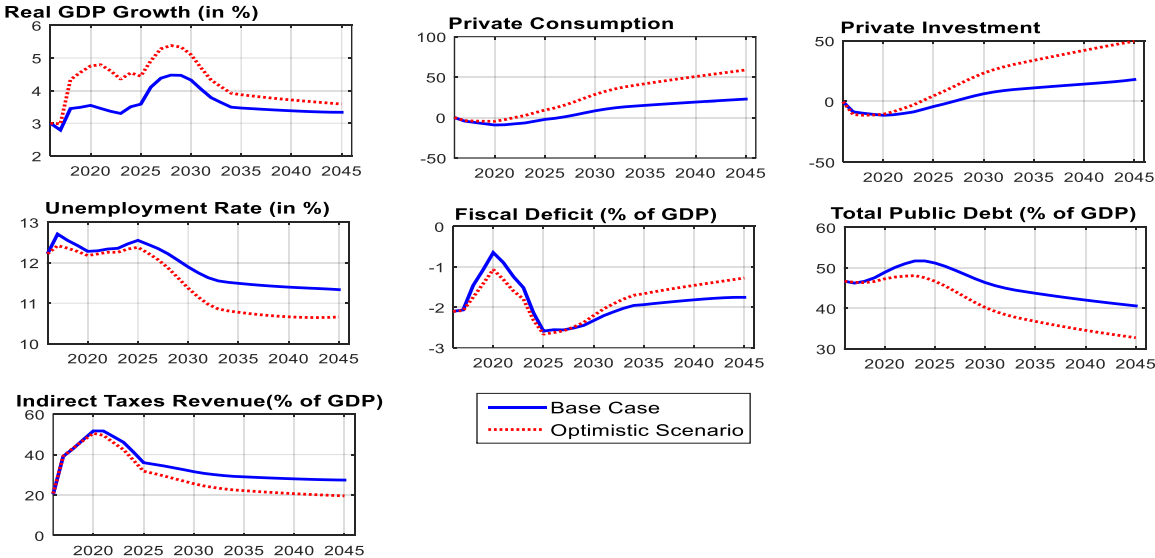 Real GDP Growth (in %)
6
5
4
3
2
2020 2025 2030 2035 2040 2045
Private Consumption
100
50
0
-50
2020 2025 2030 2035 2040 2045
Private Investment
50
0
-50
2020 2025 2030 2035 2040 2045
Unemployment Rate (in %)
13
12
11
10
2020 2025 2030 2035 2040 2045
Fiscal Deficit (% of GDP)
0
-1
-2
-3
2020 2025 2030 2035 2040 2045
Total Public Debt (% of GDP)
60
50
40
30
2020 2025 2030 2035 2040 2045
Indirect Taxes Revenue(% of GDP)
60
40
20
0
2020 2025 2030 2035 2040 2045
Base Case
Optimistic Scenario